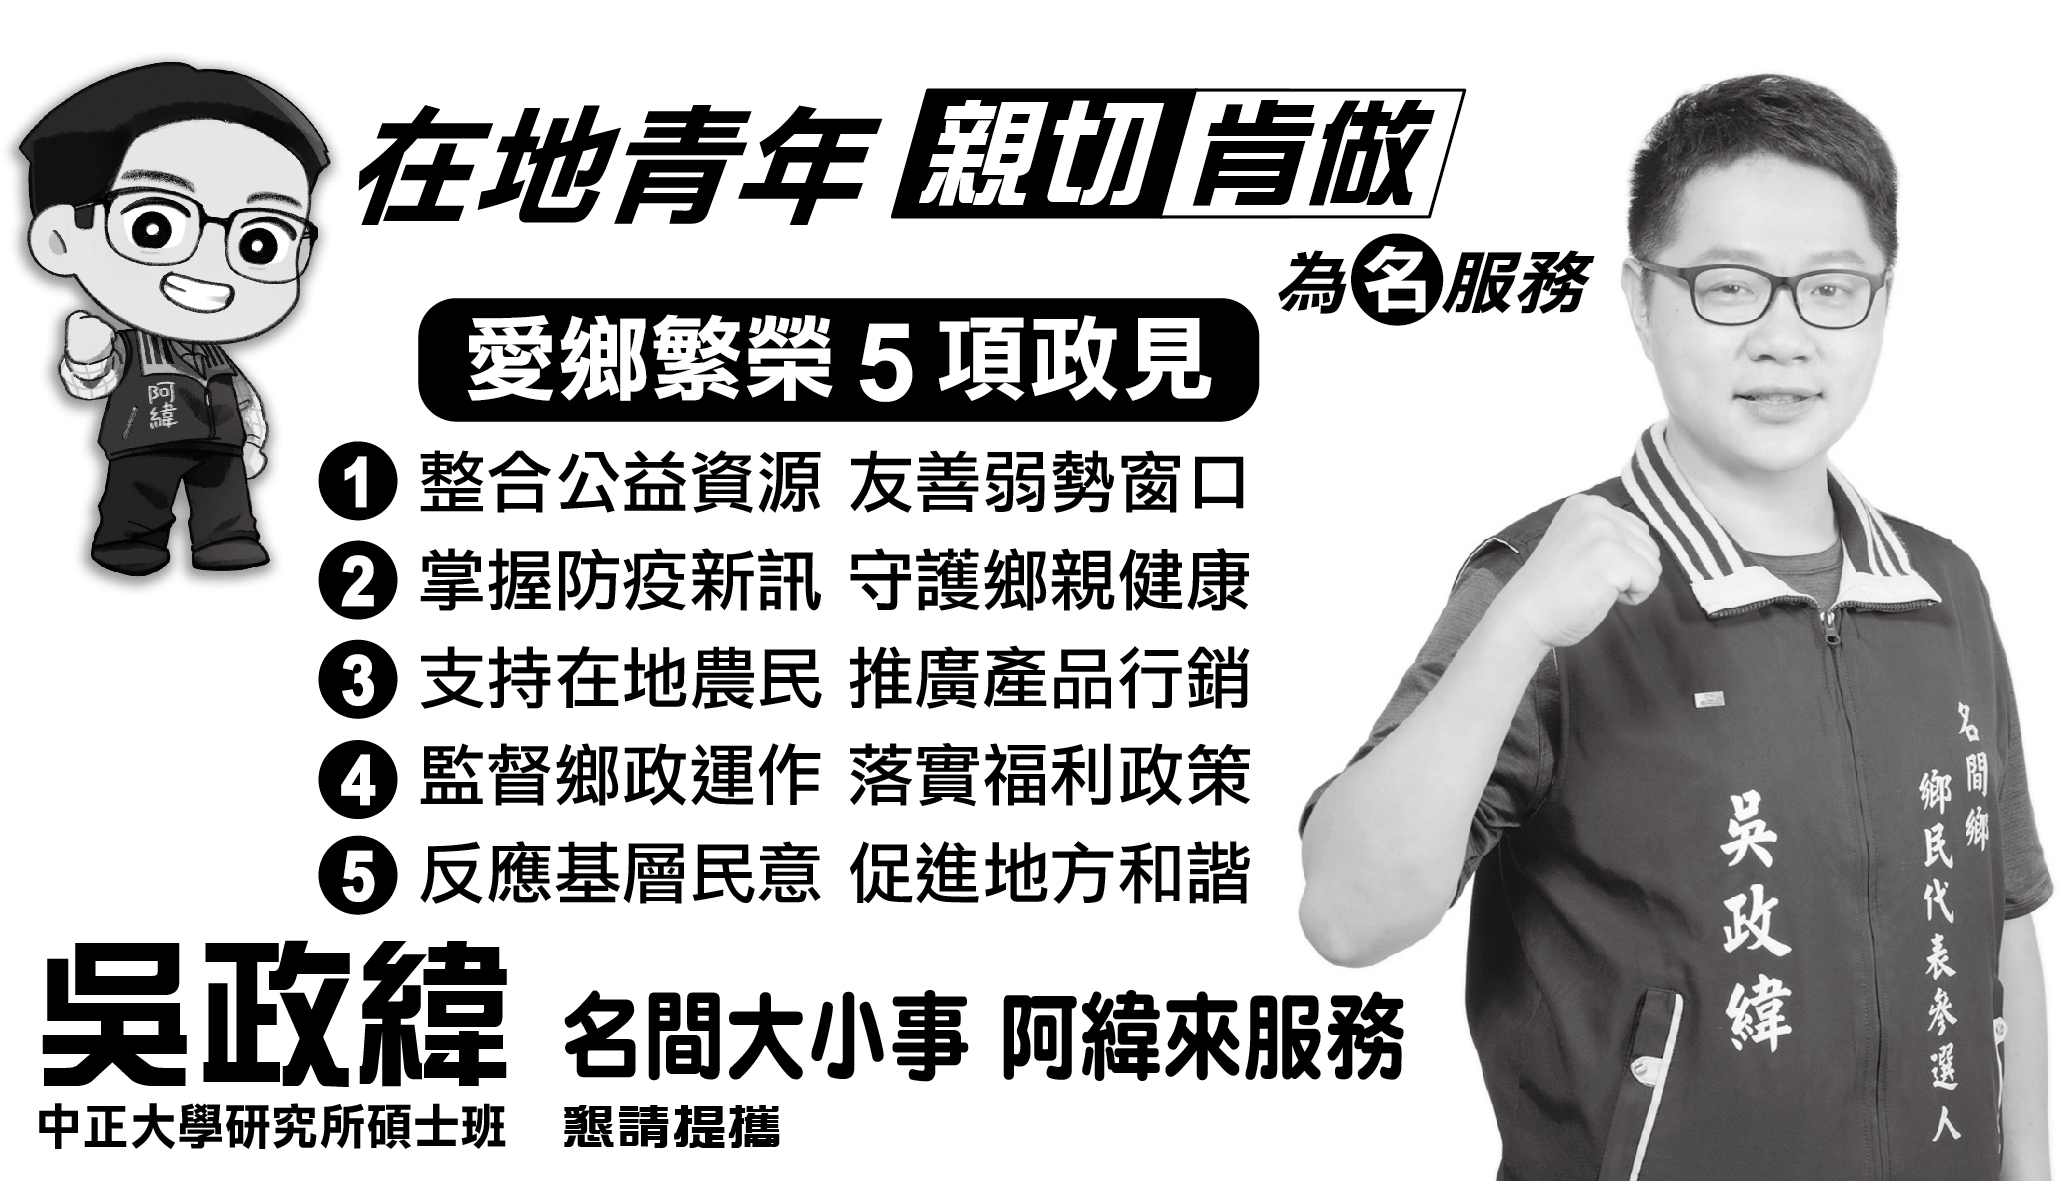 在地青年 親切 肯做
為名服務
愛鄉繁榮5項政見
1 整合公益資源 友善弱勢窗口
2 掌握防疫新訊 守護鄉親健康
3 支持在地農民 推廣產品行銷
4 監督鄉政運作 落實福利政策
5 反應基層民意 促進地方和諧
吳政緯
中正大學研究所碩士班
名間大小事 阿緯來服務
懇請提攜
阿緯
名間鄉
鄉民代表參選人
吳政緯